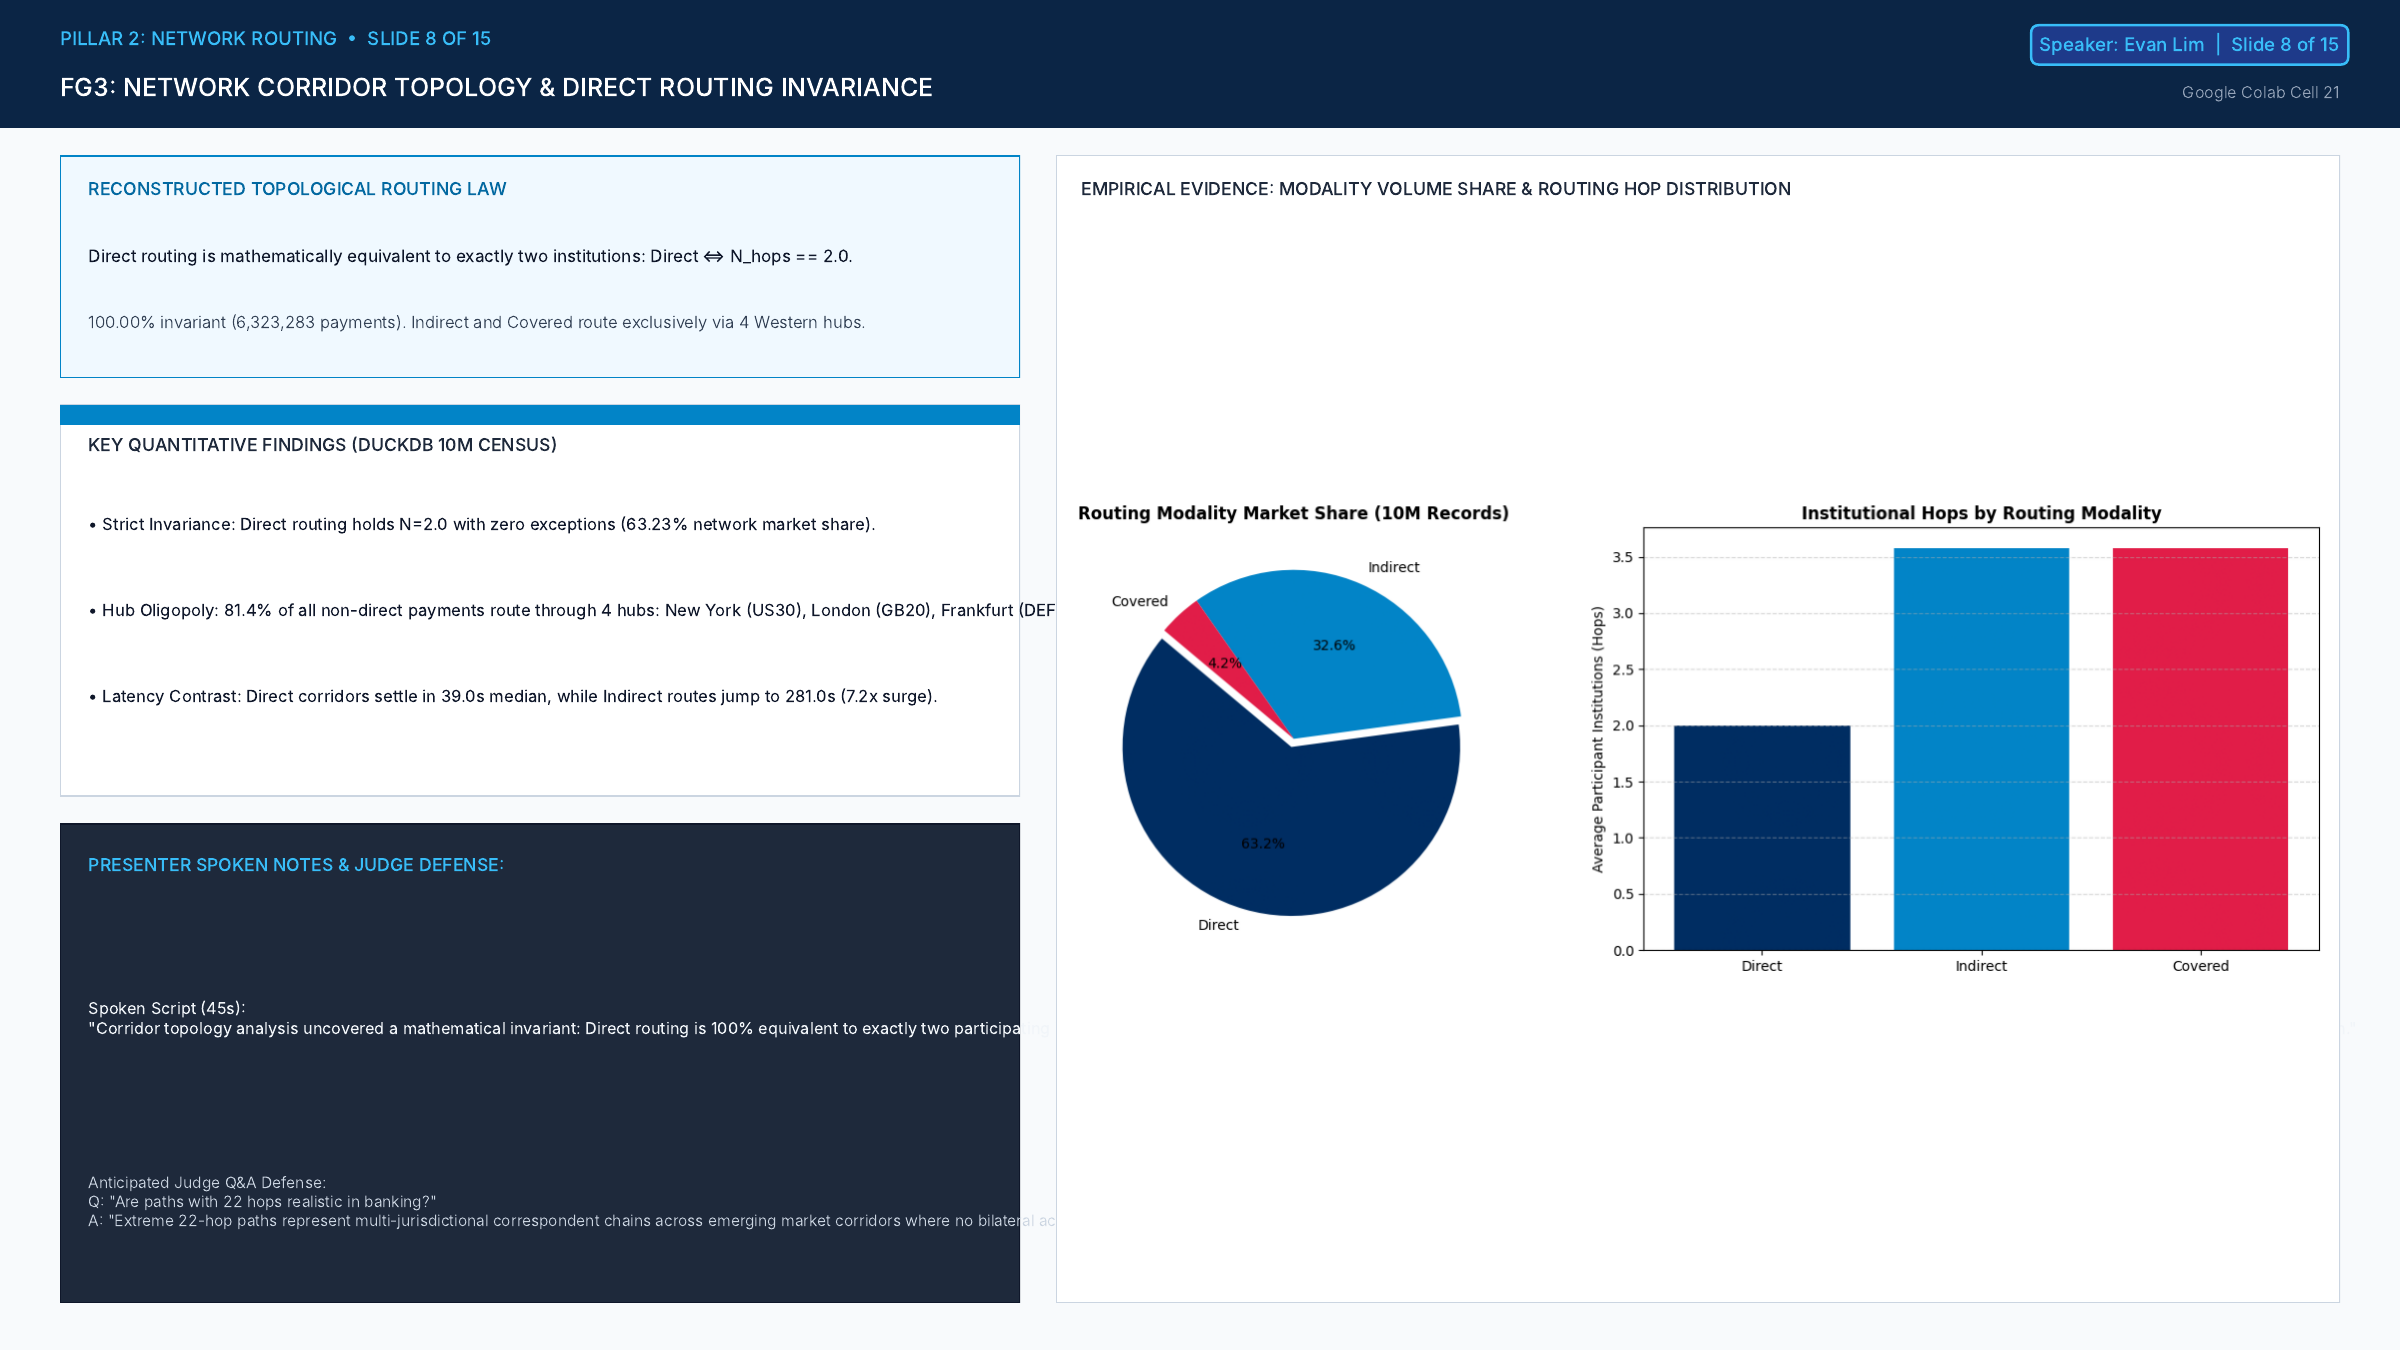 PILLAR 2: NETWORK ROUTING • SLIDE 8 OF 15
FG3: NETWORK CORRIDOR TOPOLOGY & DIRECT ROUTING INVARIANCE
Speaker: Evan Lim | Slide 8 of 15
Google Colab Cell 21
RECONSTRUCTED TOPOLOGICAL ROUTING LAW
Direct routing is mathematically equivalent to exactly two institutions: Direct ⇔ N_hops == 2.0.
100.00% invariant (6,323,283 payments). Indirect and Covered route exclusively via 4 Western hubs.
KEY QUANTITATIVE FINDINGS (DUCKDB 10M CENSUS)
• Strict Invariance: Direct routing holds N=2.0 with zero exceptions (63.23% network market share).
• Hub Oligopoly: 81.4% of all non-direct payments route through 4 hubs: New York (US30), London (GB20), Frankfurt (DEF
• Latency Contrast: Direct corridors settle in 39.0s median, while Indirect routes jump to 281.0s (7.2x surge).
PRESENTER SPOKEN NOTES & JUDGE DEFENSE:
Spoken Script (45s):
"Corridor topology analysis uncovered a mathematical invariant: Direct routing is 100% equivalent to exactly two participating
Anticipated Judge Q&A Defense:
Q: "Are paths with 22 hops realistic in banking?"
A: "Extreme 22-hop paths represent multi-jurisdictional correspondent chains across emerging market corridors where no bilateral ac
EMPIRICAL EVIDENCE: MODALITY VOLUME SHARE & ROUTING HOP DISTRIBUTION
Routing Modality Market Share (10M Records)
Indirect
Covered
32.6%
4.2%
63.2%
Direct
Institutional Hops by Routing Modality
Average Participant Institutions (Hops)
3.5
3.0
2.5
2.0
1.5
1.0
0.5
0.0
Direct
Indirect
Covered